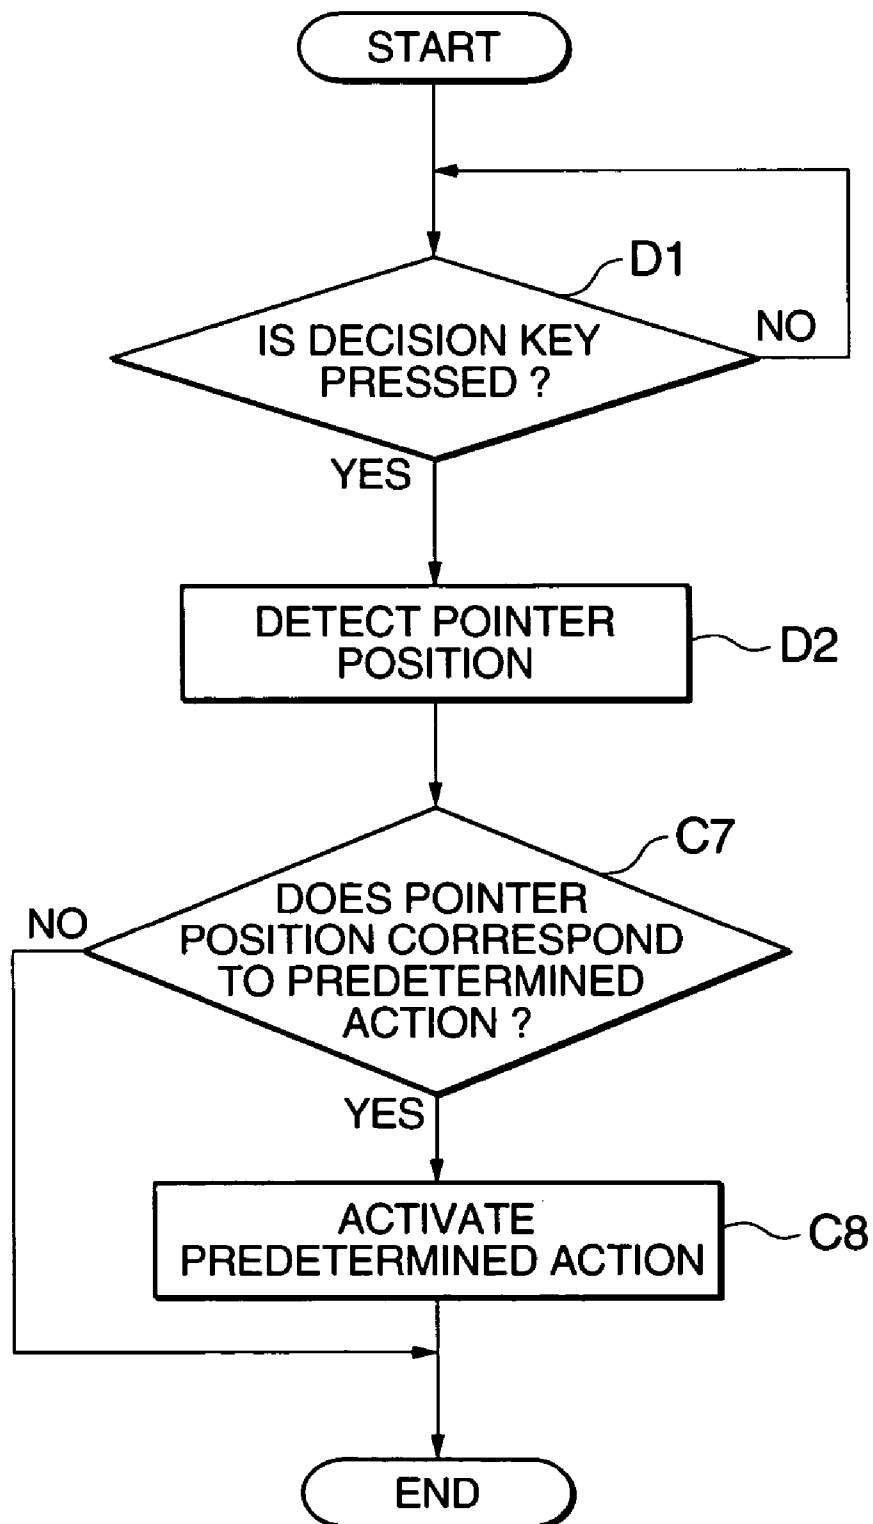 START
D1
IS DECISION KEY
PRESSED ?
NO
YES
DETECT POINTER
POSITION
D2
C7
DOES POINTER
POSITION CORRESPOND
TO PREDETERMINED
ACTION ?
NO
YES
ACTIVATE
PREDETERMINED ACTION
C8
END